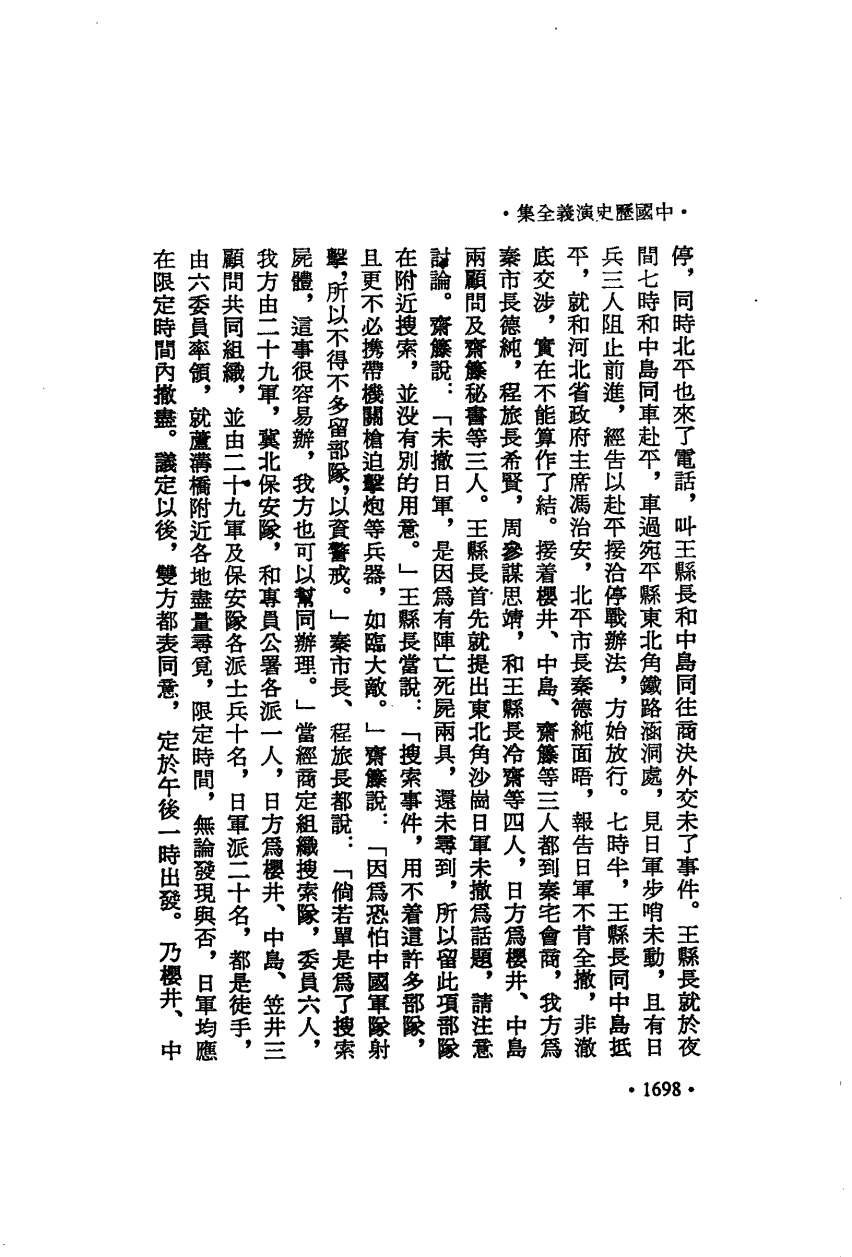 ·中國歷史演義全集·
停，同時北平也來了電話，叫王縣長和中島同往商決外交未了事件。王縣長就於夜
間七時和中島同車赴平，車過宛平縣東北角鐵路涵洞處，見日軍步哨未動，且有日
兵三人阻止前進，經告以赴平接洽停戰辦法，方始放行。七時半，王縣長同中島抵
平，就和河北省政府主席馮治安，北平市長秦德純面晤，報告日軍不肯全撤，非澈
底交涉，實在不能算作了結。接着櫻井、中島、齋籐等三人都到秦宅會商，我方爲
秦市長德純，程旅長希賢，周參謀思靖，和王縣長冷齋等四人，日方爲櫻井、中島
兩顧問及齋籐秘書等三人。王縣長首先就提出東北角沙崗日軍未撤爲話題，請注意
討論。齋籐說：「未撤日軍，是因爲有陣亡死屍兩具，還未尋到，所以留此項部隊
在附近搜索，並没有別的用意。」王縣長當說：「搜索事件，用不着這許多部隊，
且更不必携帶機關槍迫擊炮等兵器，如臨大敵。」齋籐說：「因爲恐怕中國軍隊射
擊，所以不得不多留部隊，以資警戒。」秦市長、程旅長都說：「倘若單是爲了搜索
屍體，這事很容易辦，我方也可以幫同辦理。」當經商定組織搜索隊，委員六人，
我方由二十九軍，冀北保安隊，和專員公署各派一人，日方爲櫻井、中島、笠井三
顧問共同組織，並由二十九軍及保安隊各派士兵十名，日軍派二十名，都是徒手，
由六委員率領，就蘆溝橋附近各地盡量尋覓，限定時間，無論發現與否，日軍均應
在限定時間內撤盡。議定以後，雙方都表同意，定於午後一時出發。乃櫻井、中
·1698·